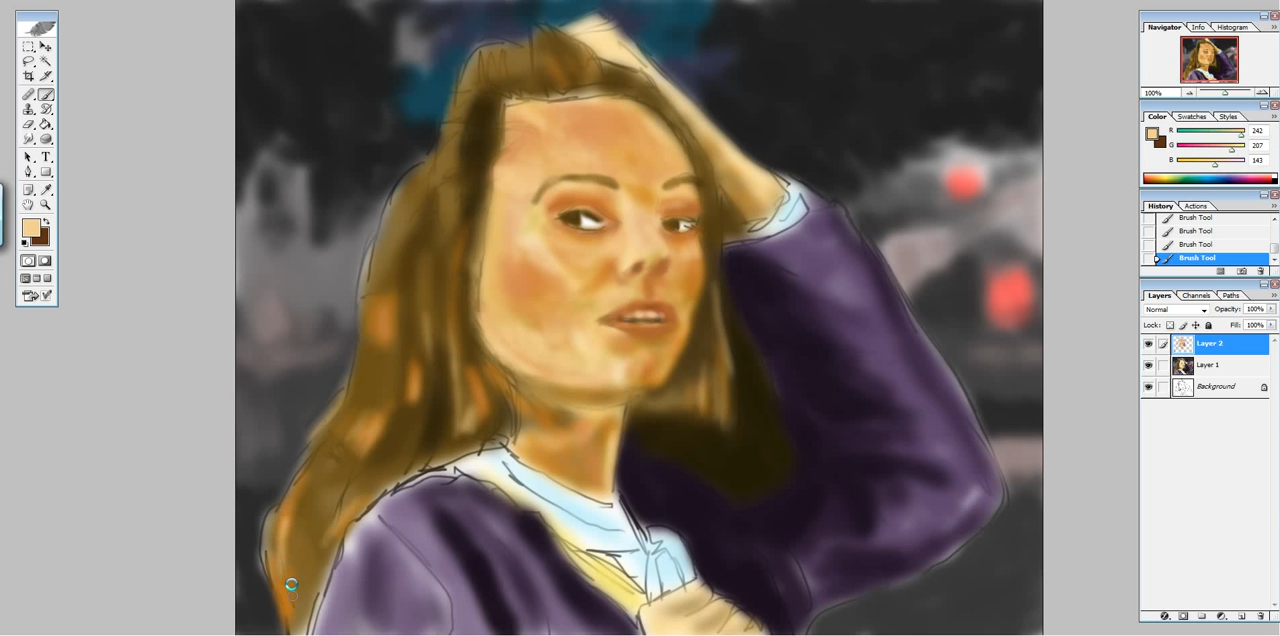 Navigator Info Histogram
100%
Color Swatches Styles
R 242
G 207
B 143
History Actions
Brush Tool
Brush Tool
Brush Tool
Brush Tool
Layers Channels Paths
Normal Opacity: 100%
Lock: Fill: 100%
Layer 2
Layer 1
Background